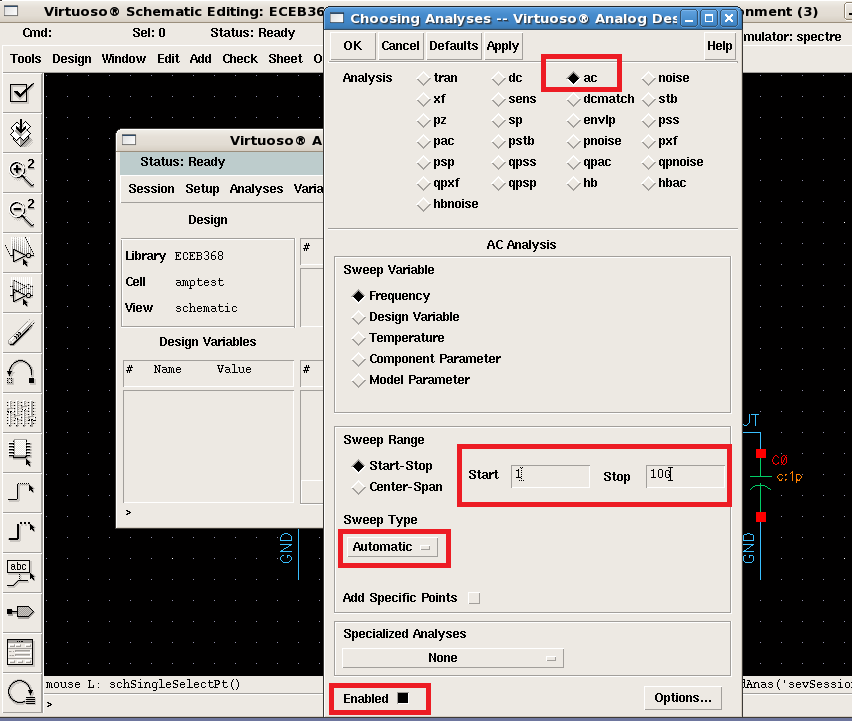 Virtuoso® Schematic Editing: ECEB3
Choosing Analyses -- Virtuoso® Analog Des
nment (3)
Cmd: Sel: 0 Status: Ready
mulator: spectre
Tools Design Window Edit Add Check Sheet O
OK Cancel Defaults Apply Help
Analysis tran dc ac noise
xf sens dcmatch stb
pz sp envlp pss
pac pstb pnoise pxf
psp qpss qpac qpnoise
qpxf qpsp hb hbac
hbnoise
2
2
abc
Virtuoso® A
Status: Ready
Session Setup Analyses Varia
Design
Library ECEB368
Cell amptest
View schematic
#
Design Variables
# Name Value
#
>
AC Analysis
Sweep Variable
Frequency
Design Variable
Temperature
Component Parameter
Model Parameter
Sweep Range
Start-Stop
Center-Span
Start 1 Stop 10G
Sweep Type
Automatic
Add Specific Points
Specialized Analyses
None
Enabled
Options...
UT
C0
c:1p
GND
GND
mouse L: schSingleSelectPt()
dAnas('sevSession
>